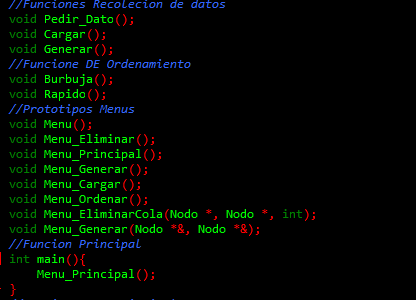 //Funciones Recolecion de datos
void Pedir_Dato();
void Cargar();
void Generar();
//Funcione DE Ordenamiento
void Burbuja();
void Rapido();
//Prototipos Menus
void Menu();
void Menu_Eliminar();
void Menu_Principal();
void Menu_Generar();
void Menu_Cargar();
void Menu_Ordenar();
void Menu_EliminarCola(Nodo *, Nodo *, int);
void Menu_Generar(Nodo *&, Nodo *&);
//Funcion Principal
int main(){
    Menu_Principal();
}